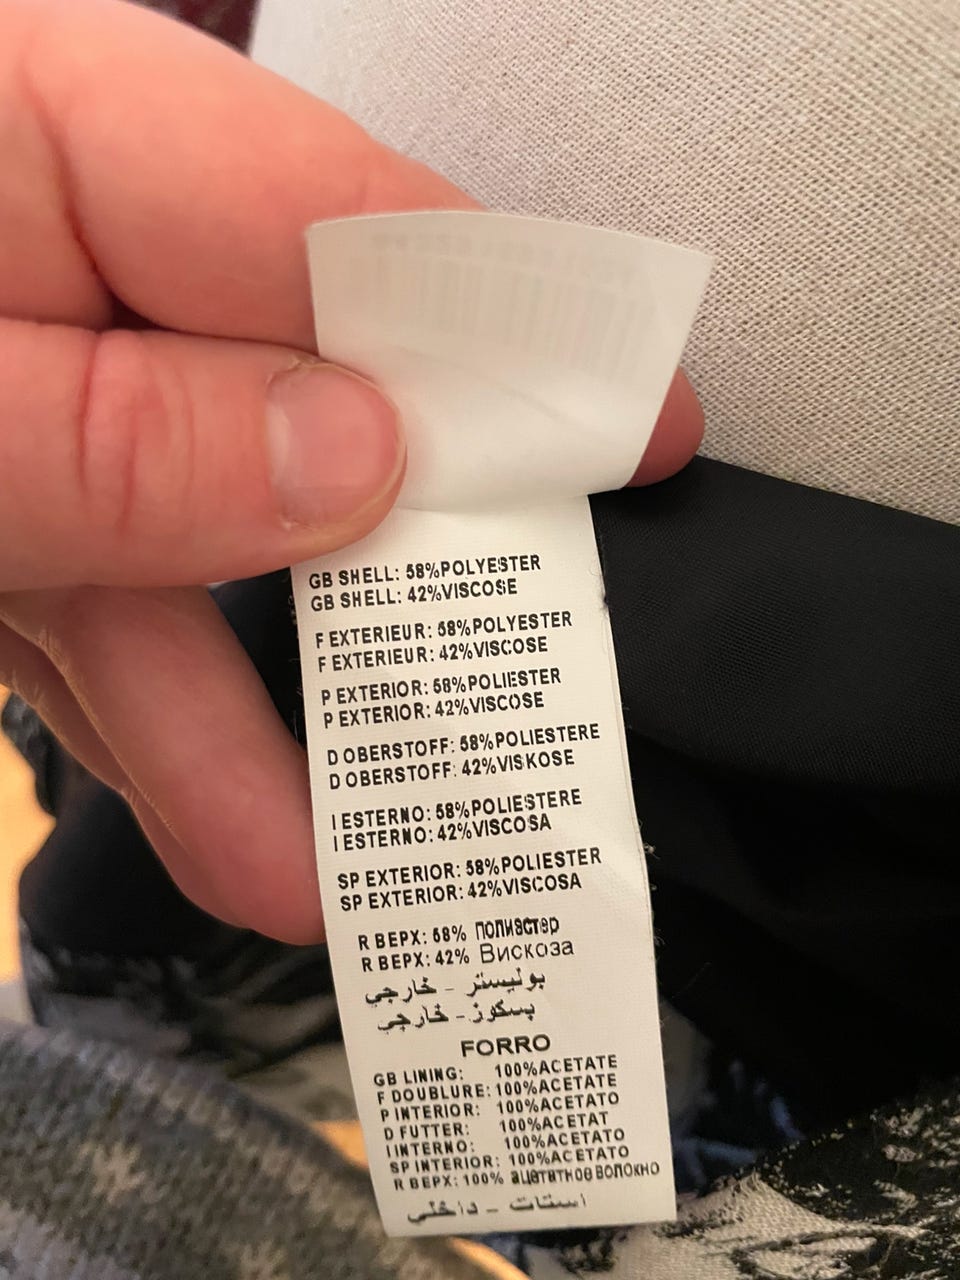 GB SHELL: 58%POLYESTER
GB SHELL: 42%VISCOSE
F EXTERIEUR: 58%POLYESTER
F EXTERIEUR: 42%VISCOSE
P EXTERIOR: 58%POLIESTER
P EXTERIOR: 42%VISCOSE
D OBERSTOFF: 58%POLIESTERE
D OBERSTOFF: 42%VISKOSE
I ESTERNO: 58%POLIESTERE
I ESTERNO: 42%VISCOSA
SP EXTERIOR: 58%POLIESTER
SP EXTERIOR: 42%VISCOSA
R ВЕРХ: 58% полиэстер
R ВЕРХ: 42% Вискоза
بوليستر - خارجي
پسكوز - خارجي
FORRO
GB LINING: 100%ACETATE
F DOUBLURE: 100%ACETATE
P INTERIOR: 100%ACETATO
D FUTTER: 100%ACETAT
I INTERNO: 100%ACETATO
SP INTERIOR: 100%ACETATO
R ВЕРХ: 100% ацетатное волокно
استات - داخلي